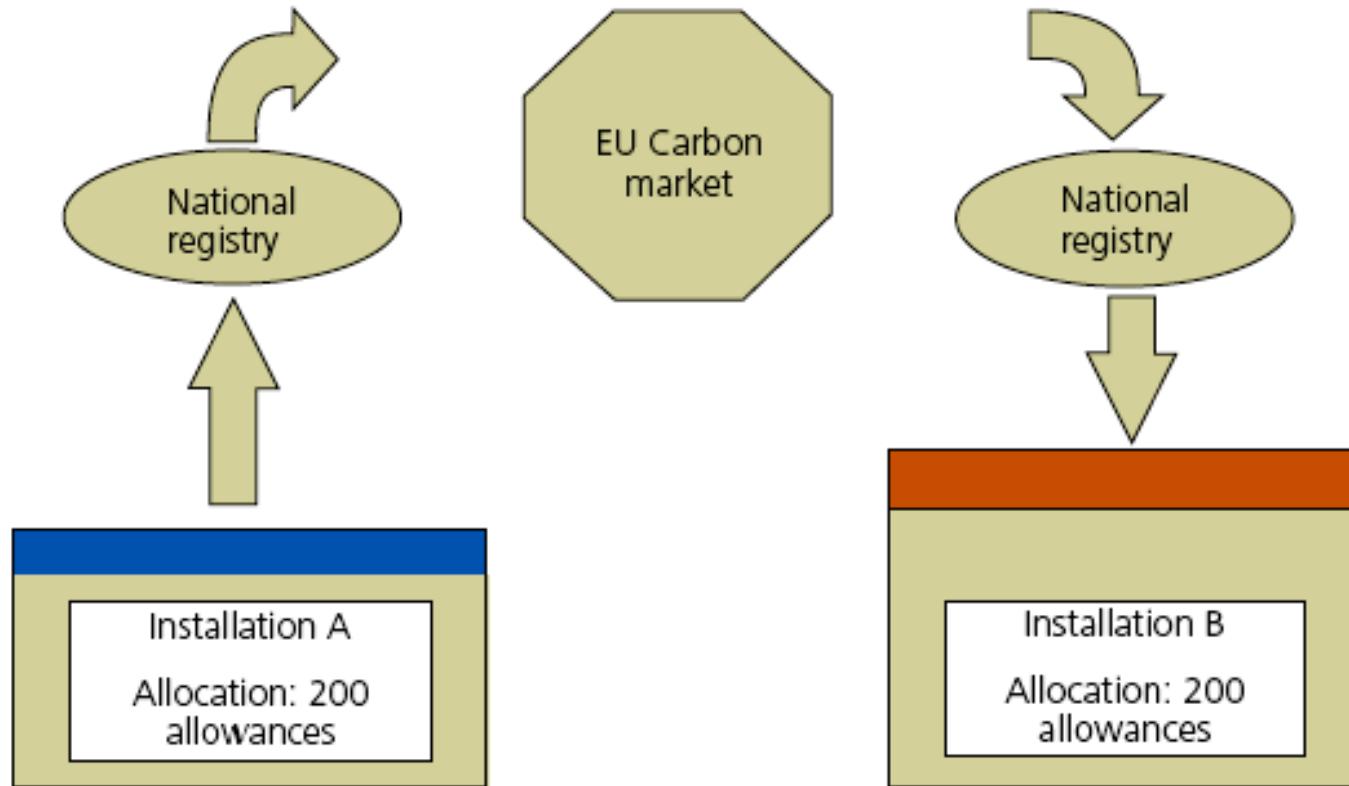 EU Carbon
market
National
registry
National
registry
Installation A
Allocation: 200
allowances
Installation B
Allocation: 200
allowances